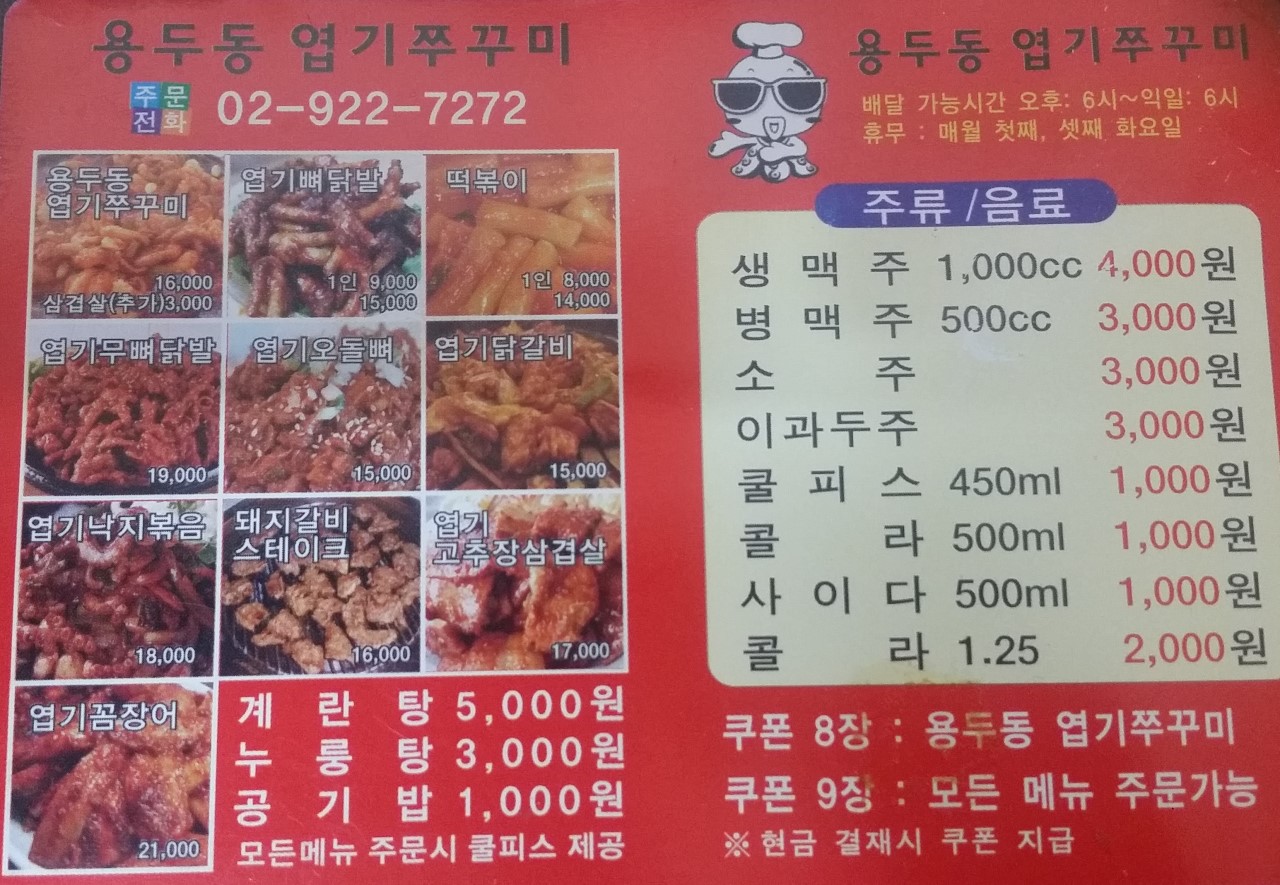 용두동 엽기쭈꾸미
주문
전화 02-922-7272
용두동
엽기쭈꾸미
16,000
삼겹살(추가)3,000
엽기뼈닭발
1인 9,000
15,000
떡볶이
1인 8,000
14,000
엽기무뼈닭발
19,000
엽기오돌뼈
15,000
엽기닭갈비
15,000
엽기낙지볶음
18,000
돼지갈비
스테이크
16,000
엽기
고추장삼겹살
17,000
엽기꼼장어
21,000
계 란 탕 5,000원
누 룽 탕 3,000원
공 기 밥 1,000원
모든메뉴 주문시 쿨피스 제공
용두동 엽기쭈꾸미
배달 가능시간 오후: 6시~익일: 6시
휴무 : 매월 첫째, 셋째 화요일
주류/음료
생 맥 주 1,000cc 4,000원
병 맥 주 500cc 3,000원
소 주 3,000원
이과두주 3,000원
쿨 피 스 450ml 1,000원
콜 라 500ml 1,000원
사 이 다 500ml 1,000원
콜 라 1.25 2,000원
쿠폰 8장 : 용두동 엽기쭈꾸미
쿠폰 9장 : 모든 메뉴 주문가능
※ 현금 결재시 쿠폰 지급